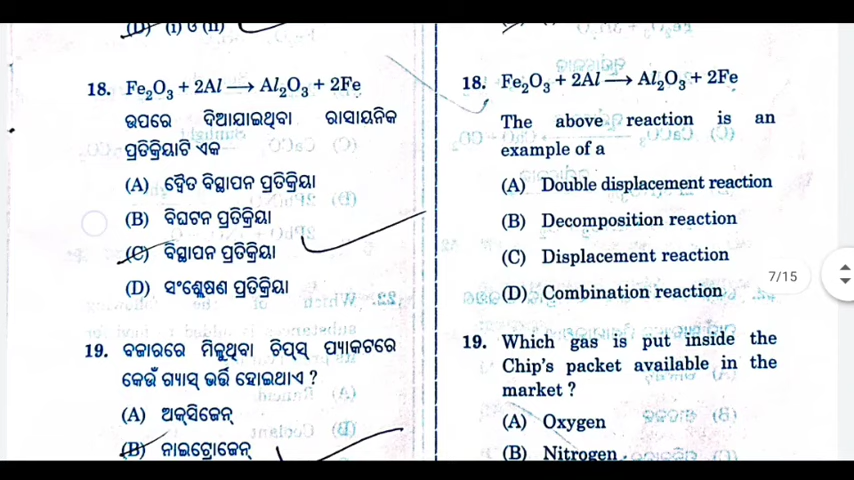 (D) (i) ଓ (ii)
18. Fe₂O₃ + 2Al ⟶ Al₂O₃ + 2Fe
ଉପରେ ଦିଆଯାଇଥିବା ରାସାୟନିକ
ପ୍ରତିକ୍ରିୟାଟି ଏକ
(A) ଦ୍ୱୈତ ବିସ୍ଥାପନ ପ୍ରତିକ୍ରିୟା
(B) ବିଘଟନ ପ୍ରତିକ୍ରିୟା
(C) ବିସ୍ଥାପନ ପ୍ରତିକ୍ରିୟା
(D) ସଂଶ୍ଳେଷଣ ପ୍ରତିକ୍ରିୟା
19. ବଜାରରେ ମିଳୁଥିବା ଚିପ୍ସ୍ ପ୍ୟାକଟରେ
କେଉଁ ଗ୍ୟାସ୍ ଭର୍ତ୍ତି ହୋଇଥାଏ ?
(A) ଅକ୍ସିଜେନ୍
(B) ନାଇଟ୍ରୋଜେନ୍
18. Fe₂O₃ + 2Al ⟶ Al₂O₃ + 2Fe
The above reaction is an
example of a
(A) Double displacement reaction
(B) Decomposition reaction
(C) Displacement reaction
(D) Combination reaction
19. Which gas is put inside the
Chip's packet available in the
market ?
(A) Oxygen
(B) Nitrogen
7/15